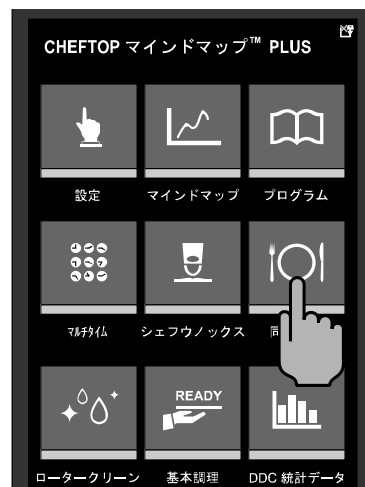 CHEFTOP マインドマップ™ PLUS
設定
マインドマップ
プログラム
マルチタイム
シェフウノックス
同
READY
ロータークリーン
基本調理
DDC 統計データ